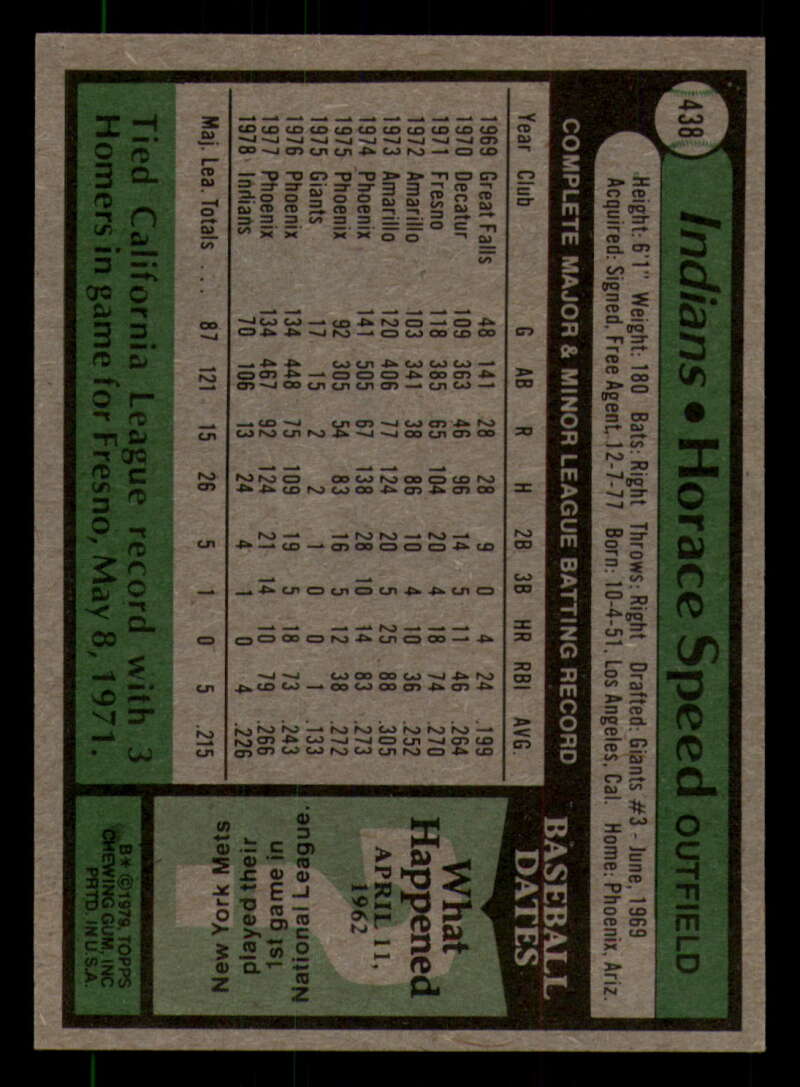 438
Indians • Horace Speed OUTFIELD
Height: 6'1" Weight: 180 Bats: Right Throws: Right Drafted: Giants #3 - June, 1969
Acquired: Signed, Free Agent, 12-7-77 Born: 10-4-51, Los Angeles, Cal. Home: Phoenix, Ariz.
COMPLETE MAJOR & MINOR LEAGUE BATTING RECORD
Year Club G AB R H 2B 3B HR RBI AVG.
1969 Great Falls 48 141 28 28 9 0 4 24 .199
1970 Decatur 109 363 46 96 14 5 11 46 .264
1971 Fresno 118 385 65 104 20 4 18 74 .270
1972 Amarillo 103 341 38 86 10 4 10 36 .252
1973 Amarillo 120 406 77 124 20 5 25 88 .305
1974 Phoenix 141 505 67 138 28 10 14 83 .273
1975 Phoenix 92 305 54 83 16 5 12 38 .272
1975 Giants 17 15 2 2 1 0 0 1 .133
1976 Phoenix 134 448 75 109 19 5 18 73 .243
1977 Phoenix 134 467 92 124 21 14 10 79 .266
1978 Indians 70 106 13 24 4 1 0 4 .226
Maj. Lea. Totals . . . 87 121 15 26 5 1 0 5 .215
Tied California League record with 3
Homers in game for Fresno, May 8, 1971.
BASEBALL
DATES
What
Happened
APRIL 11,
1962
New York Mets
played their
1st game in
National League.
B* © 1979 TOPPS
CHEWING GUM, INC
PRTD. IN U.S.A.